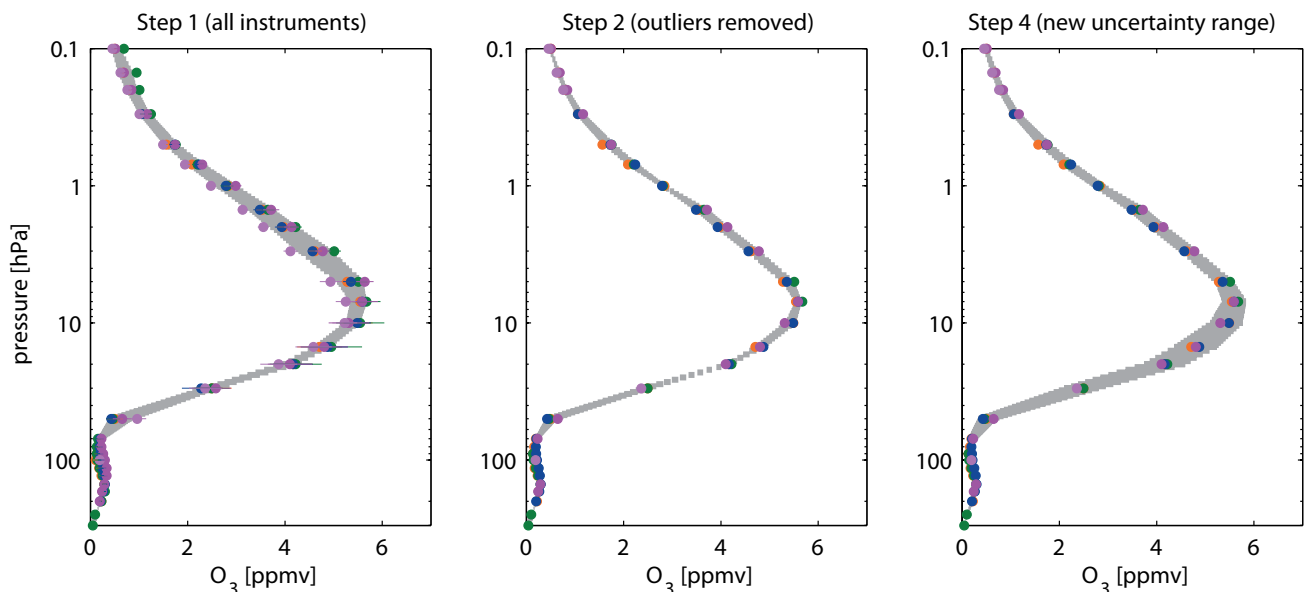 Step 1 (all instruments)
0.1
1
10
100
pressure [hPa]
0 2 4 6
O3 [ppmv]
Step 2 (outliers removed)
0.1
1
10
100
0 2 4 6
O3 [ppmv]
Step 4 (new uncertainty range)
0.1
1
10
100
0 2 4 6
O3 [ppmv]